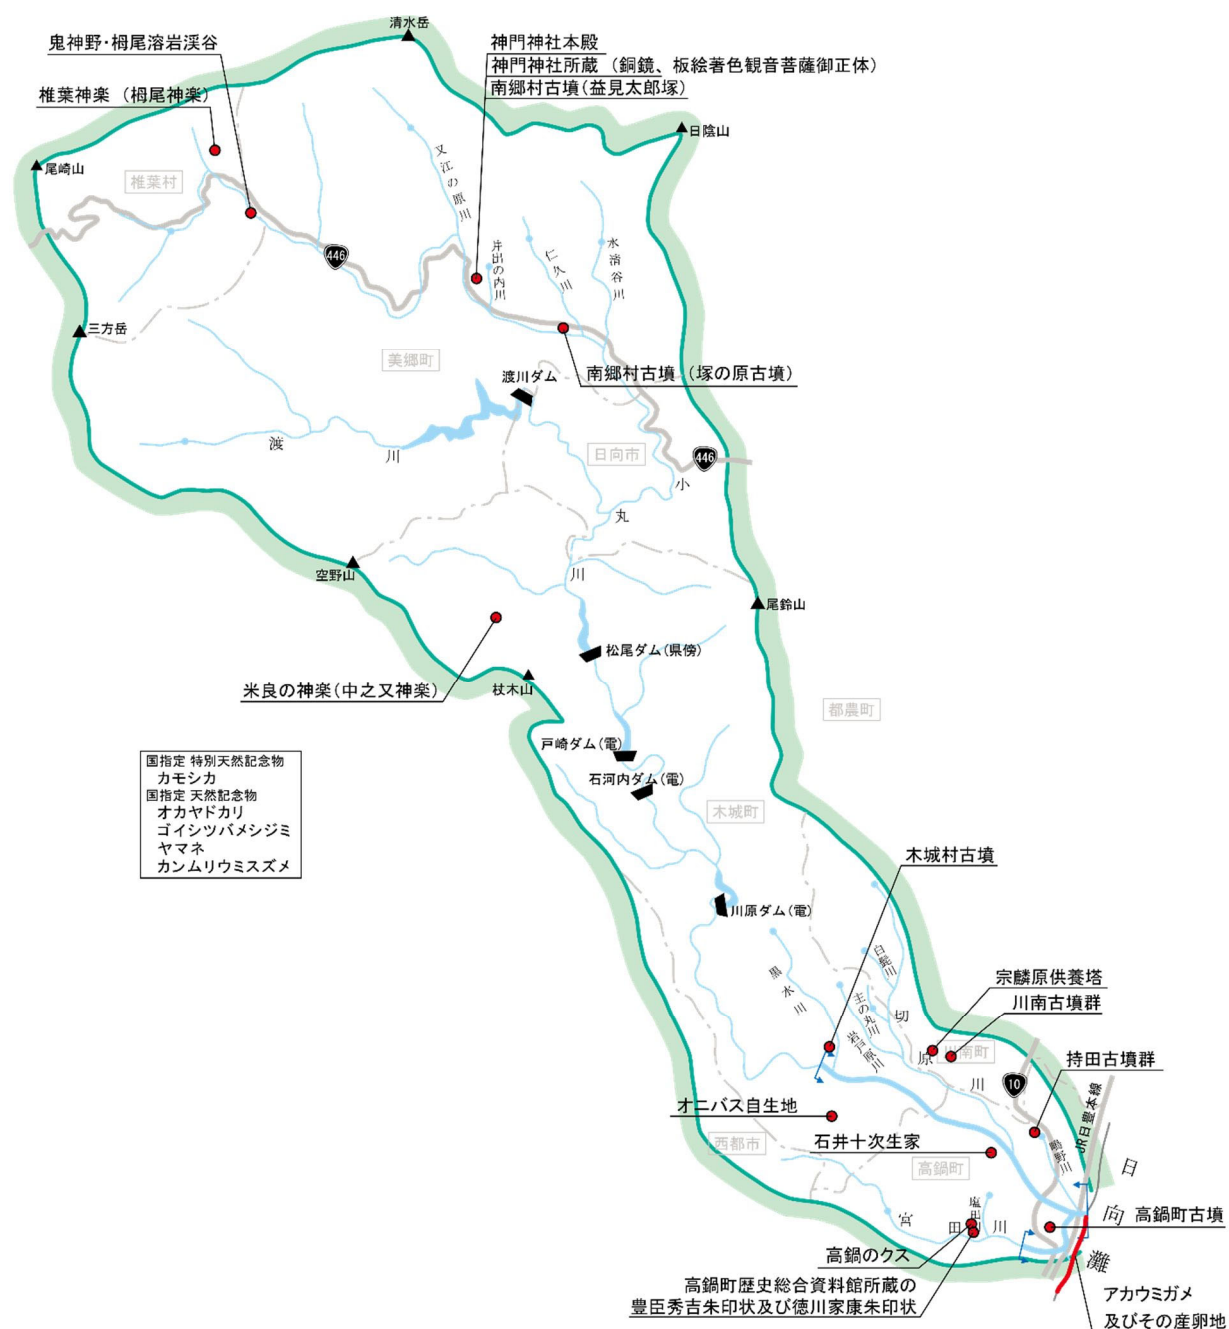 清水岳
鬼神野・栂尾溶岩渓谷
神門神社本殿
神門神社所蔵（銅鏡、板絵著色観音菩薩御正体）
南郷村古墳（益見太郎塚）
椎葉神楽（栂尾神楽）
日陰山
尾崎山
椎葉村
又江の原川
446
井出の内川
仁久川
水清谷川
三方岳
美郷町
南郷村古墳（塚の原古墳）
渡川ダム
渡川
日向市
446
小丸川
空野山
尾鈴山
松尾ダム（県傍）
米良の神楽（中之又神楽）
杖木山
都農町
戸崎ダム（電）
石河内ダム（電）
木城町
国指定 特別天然記念物
カモシカ
国指定 天然記念物
オカヤドカリ
ゴイシツバメシジミ
ヤマネ
カンムリウミスズメ
木城村古墳
川原ダム（電）
白髭川
黒水川
主の丸川
岩戸原川
切原川
宗麟原供養塔
川南古墳群
川南町
10
持田古墳群
JR日豊本線
オニバス自生地
西都市
石井十次生家
高鍋町
鴫野川
日向灘
塩田川
宮田川
高鍋町古墳
高鍋のクス
高鍋町歴史総合資料館所蔵の
豊臣秀吉朱印状及び徳川家康朱印状
アカウミガメ
及びその産卵地